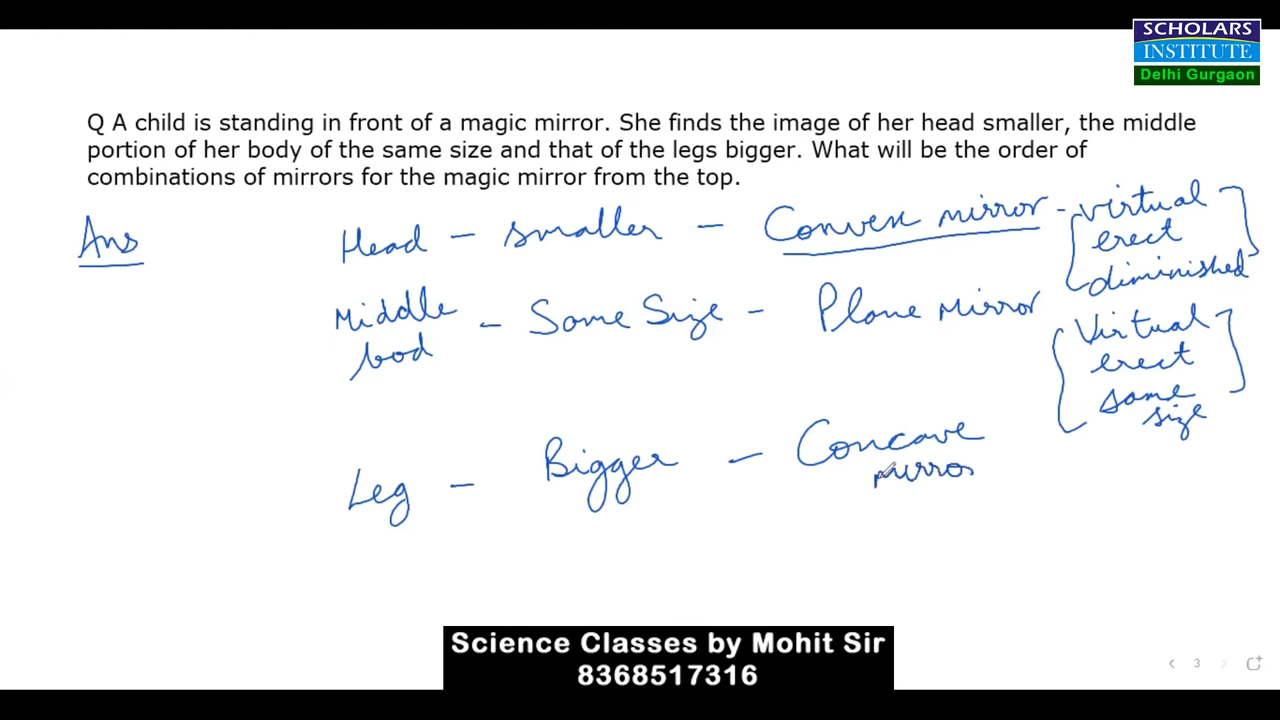 SCHOLARS
INSTITUTE
Delhi Gurgaon
Q A child is standing in front of a magic mirror. She finds the image of her head smaller, the middle
portion of her body of the same size and that of the legs bigger. What will be the order of
combinations of mirrors for the magic mirror from the top.
Ans
Head - smaller - Convex mirror - virtual
erect
diminished
Middle - Same Size - Plane Mirror
bod
Virtual
erect
same
size
Leg - Bigger - Concave
mirror
Science Classes by Mohit Sir
8368517316
3